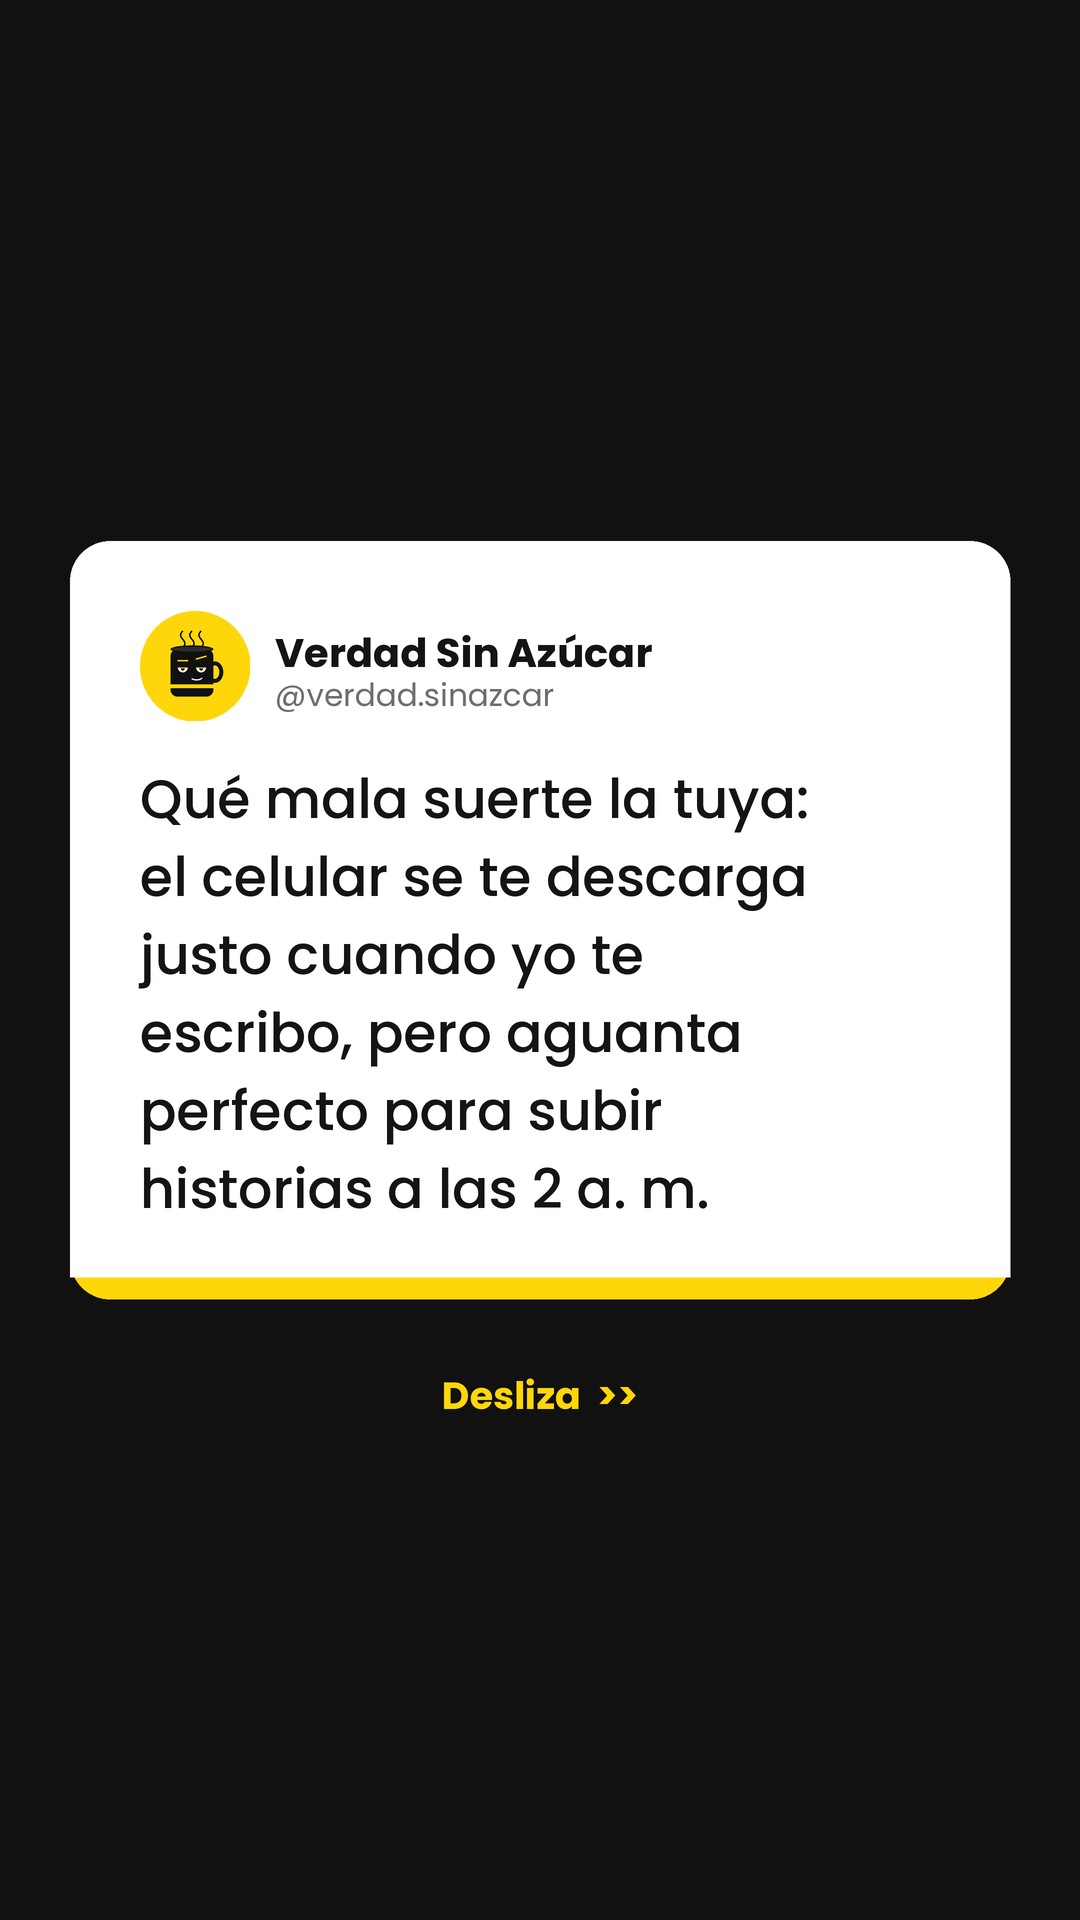 Verdad Sin Azúcar
@verdad.sinazcar
Qué mala suerte la tuya:
el celular se te descarga
justo cuando yo te
escribo, pero aguanta
perfecto para subir
historias a las 2 a. m.
Desliza >>